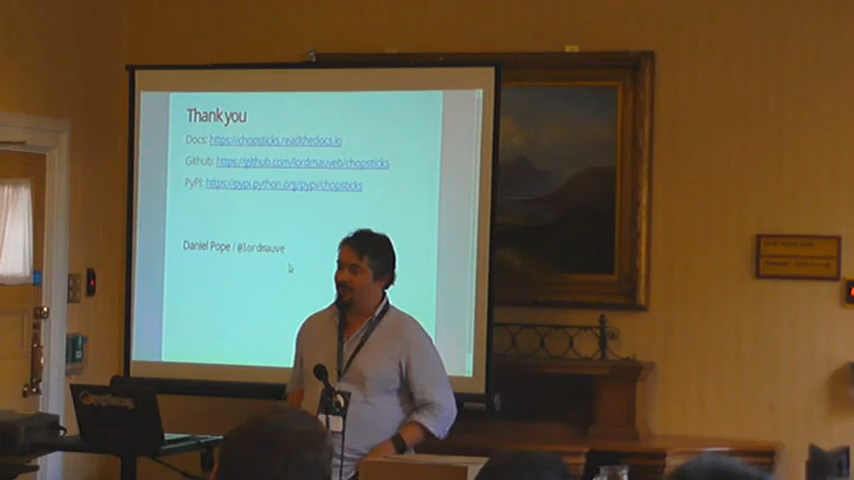 Thank you
Docs: https://chopsticks.readthedocs.io
Github: https://github.com/lordmauveb/chopsticks
PyPI: https://pypi.python.org/pypi/chopsticks
Daniel Pope / @lordmauve